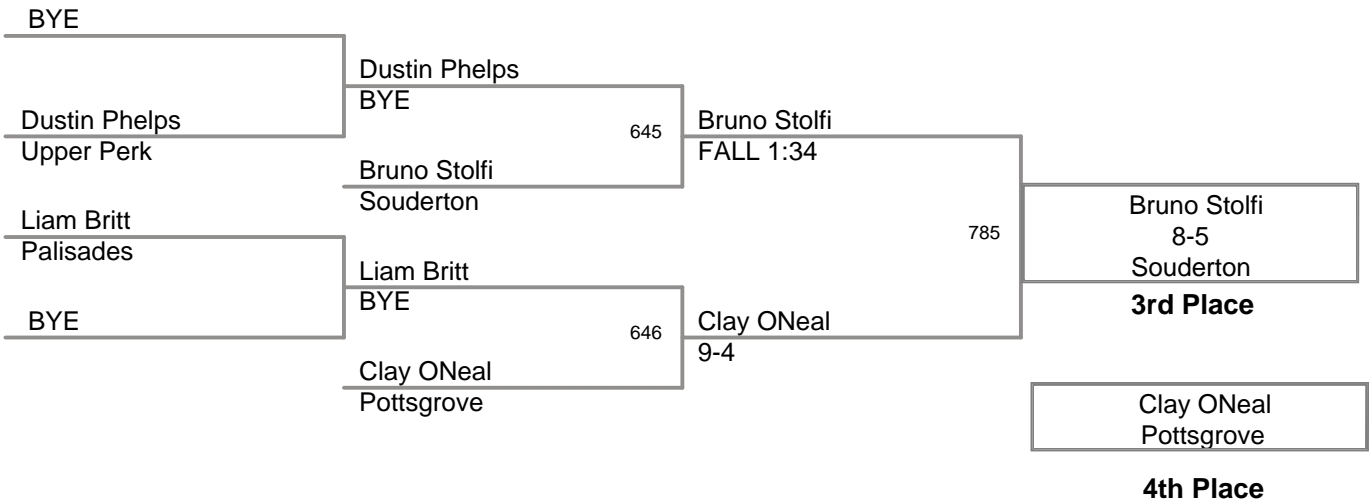 BYE
Dustin Phelps
BYE
Dustin Phelps
Upper Perk
645
Bruno Stolfi
FALL 1:34
Bruno Stolfi
Souderton
Liam Britt
Palisades
785
Bruno Stolfi
8-5
Souderton
3rd Place
Liam Britt
BYE
BYE
646
Clay ONeal
9-4
Clay ONeal
Pottsgrove
Clay ONeal
Pottsgrove
4th Place